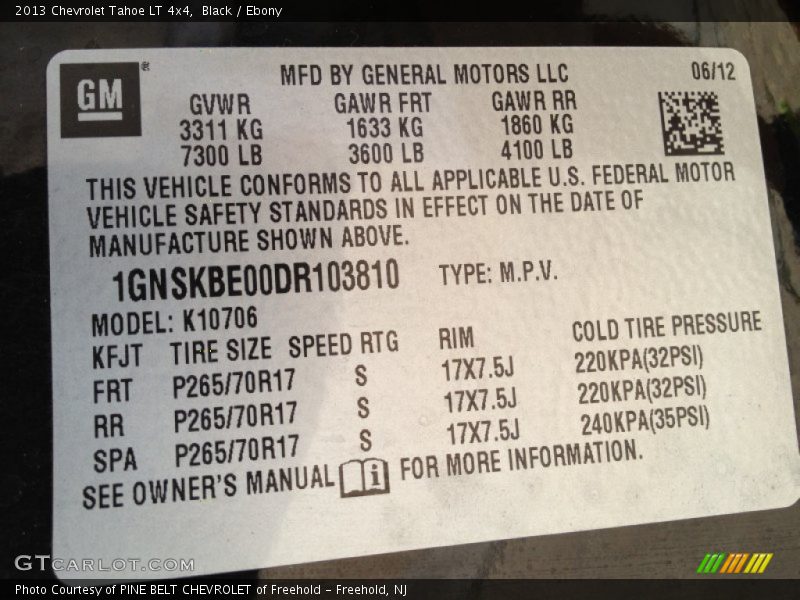 2013 Chevrolet Tahoe LT 4x4, Black / Ebony
GM ®
MFD BY GENERAL MOTORS LLC 06/12
GVWR GAWR FRT GAWR RR
3311 KG 1633 KG 1860 KG
7300 LB 3600 LB 4100 LB
THIS VEHICLE CONFORMS TO ALL APPLICABLE U.S. FEDERAL MOTOR
VEHICLE SAFETY STANDARDS IN EFFECT ON THE DATE OF
MANUFACTURE SHOWN ABOVE.
1GNSKBE00DR103810 TYPE: M.P.V.
MODEL: K10706
KFJT TIRE SIZE SPEED RTG RIM COLD TIRE PRESSURE
FRT P265/70R17 S 17X7.5J 220KPA(32PSI)
RR P265/70R17 S 17X7.5J 220KPA(32PSI)
SPA P265/70R17 S 17X7.5J 240KPA(35PSI)
SEE OWNER'S MANUAL i FOR MORE INFORMATION.
GTCARLOT.COM
Photo Courtesy of PINE BELT CHEVROLET of Freehold - Freehold, NJ